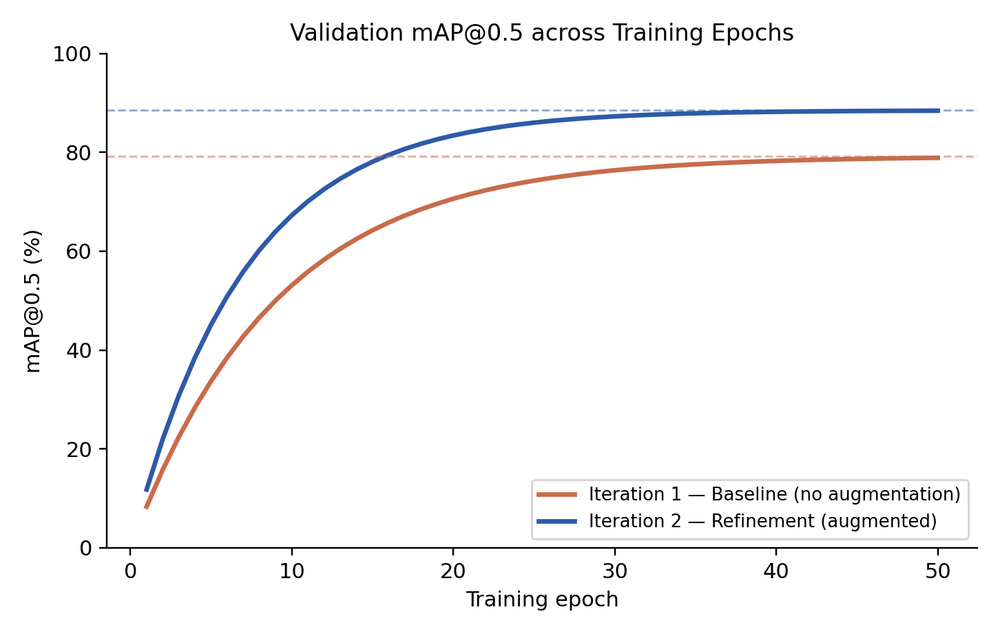 Validation mAP@0.5 across Training Epochs
100
80
60
40
20
0
mAP@0.5 (%)
0 10 20 30 40 50
Training epoch
Iteration 1 — Baseline (no augmentation)
Iteration 2 — Refinement (augmented)